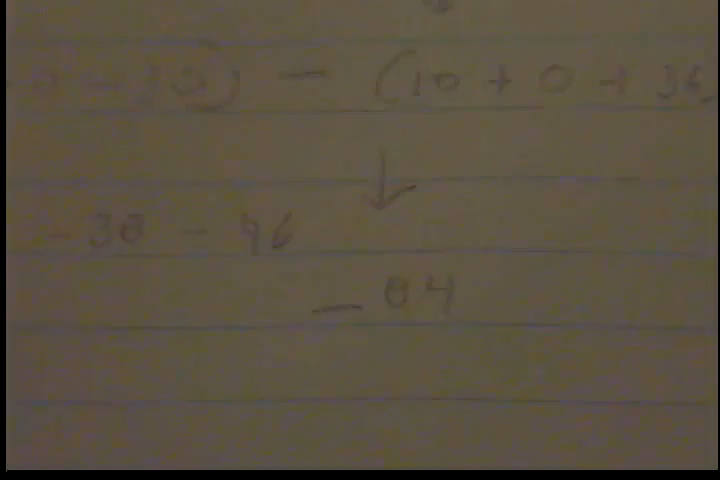 - (10 + 0 + 36
↓
- 38 - 46
- 84